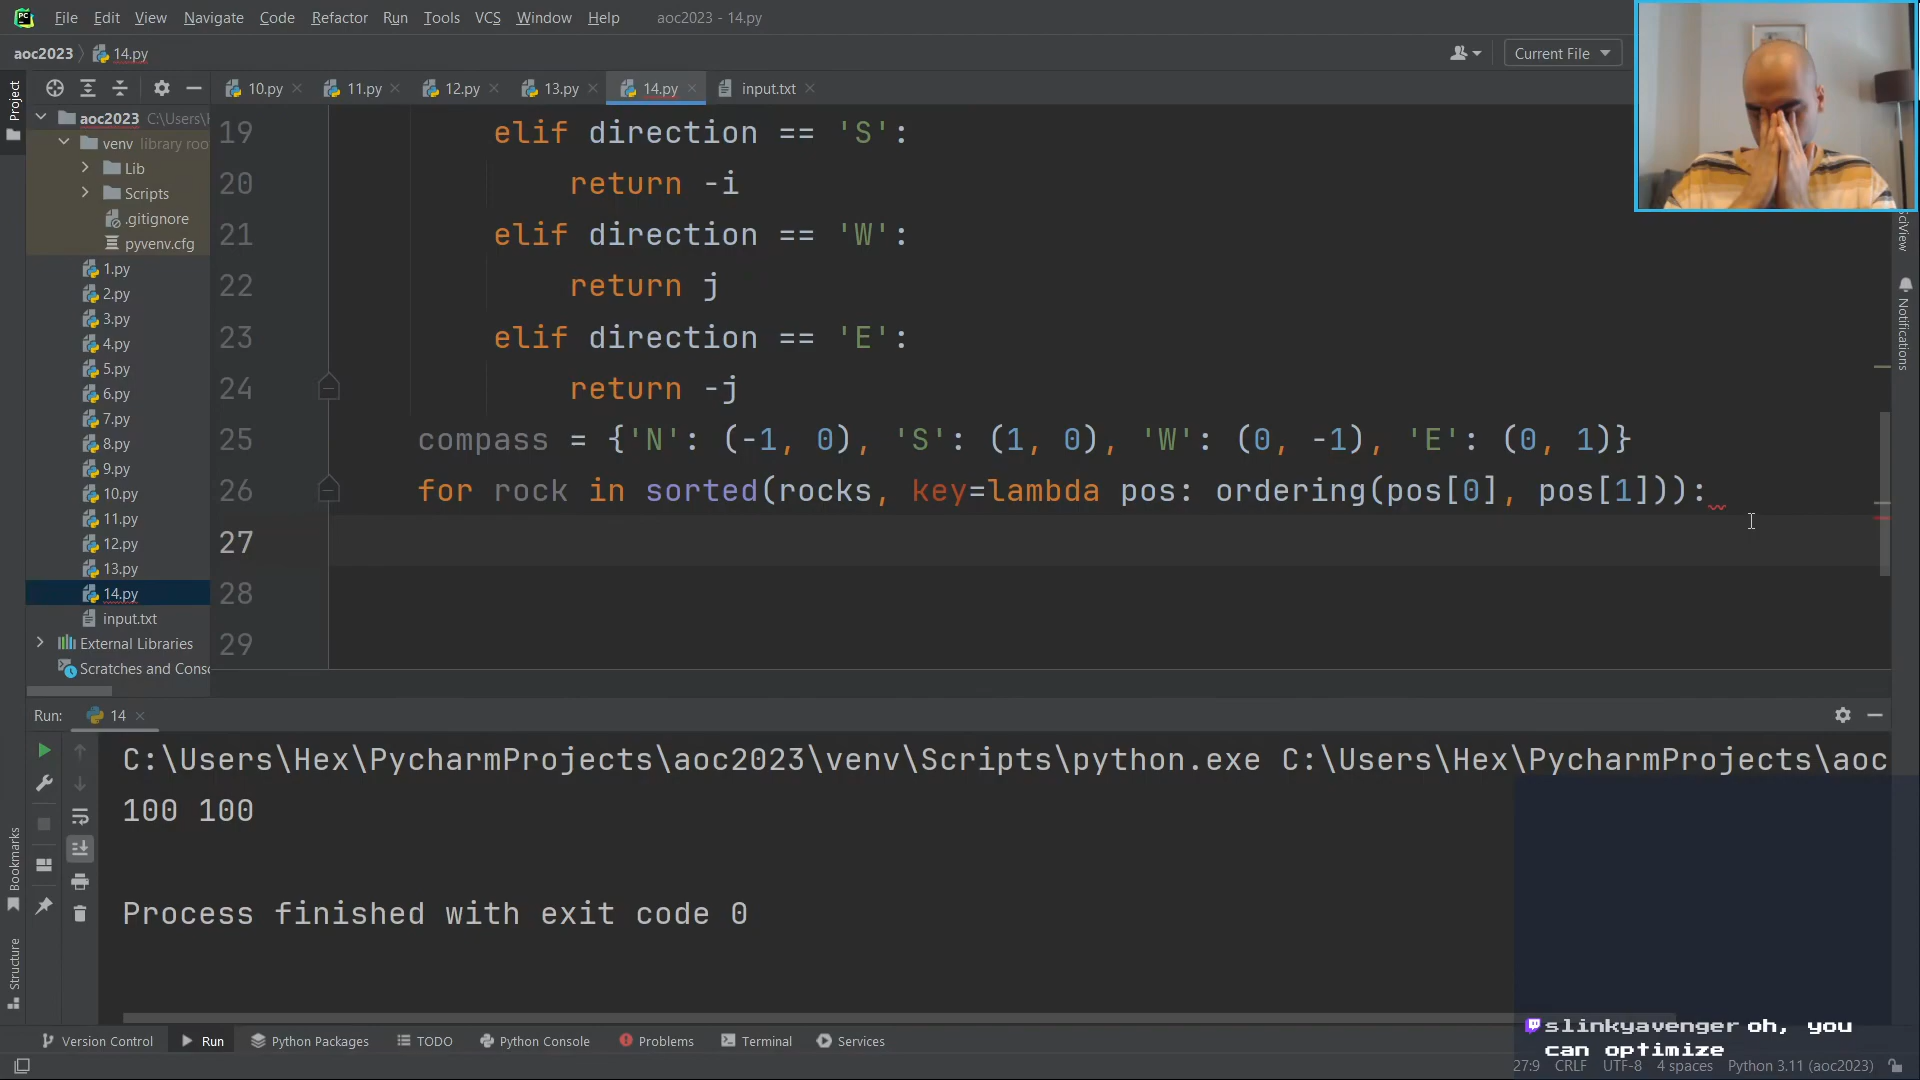 File Edit View Navigate Code Refactor Run Tools VCS Window Help aoc2023 - 14.py
aoc2023 14.py Current File
Project
10.py 11.py 12.py 13.py 14.py input.txt
aoc2023 C:\Users\
venv library roo
Lib
Scripts
.gitignore
pyvenv.cfg
1.py
2.py
3.py
4.py
5.py
6.py
7.py
8.py
9.py
10.py
11.py
12.py
13.py
14.py
input.txt
External Libraries
Scratches and Conso
19 elif direction == 'S':
20 return -i
21 elif direction == 'W':
22 return j
23 elif direction == 'E':
24 return -j
25 compass = {'N': (-1, 0), 'S': (1, 0), 'W': (0, -1), 'E': (0, 1)}
26 for rock in sorted(rocks, key=lambda pos: ordering(pos[0], pos[1])):
27
28
29
SciView
Notifications
Run: 14
C:\Users\Hex\PycharmProjects\aoc2023\venv\Scripts\python.exe C:\Users\Hex\PycharmProjects\aoc
100 100
Process finished with exit code 0
Bookmarks
Structure
slinkyavenger oh, you
can optimize
Version Control Run Python Packages TODO Python Console Problems Terminal Services
27:9 CRLF UTF-8 4 spaces Python 3.11 (aoc2023)